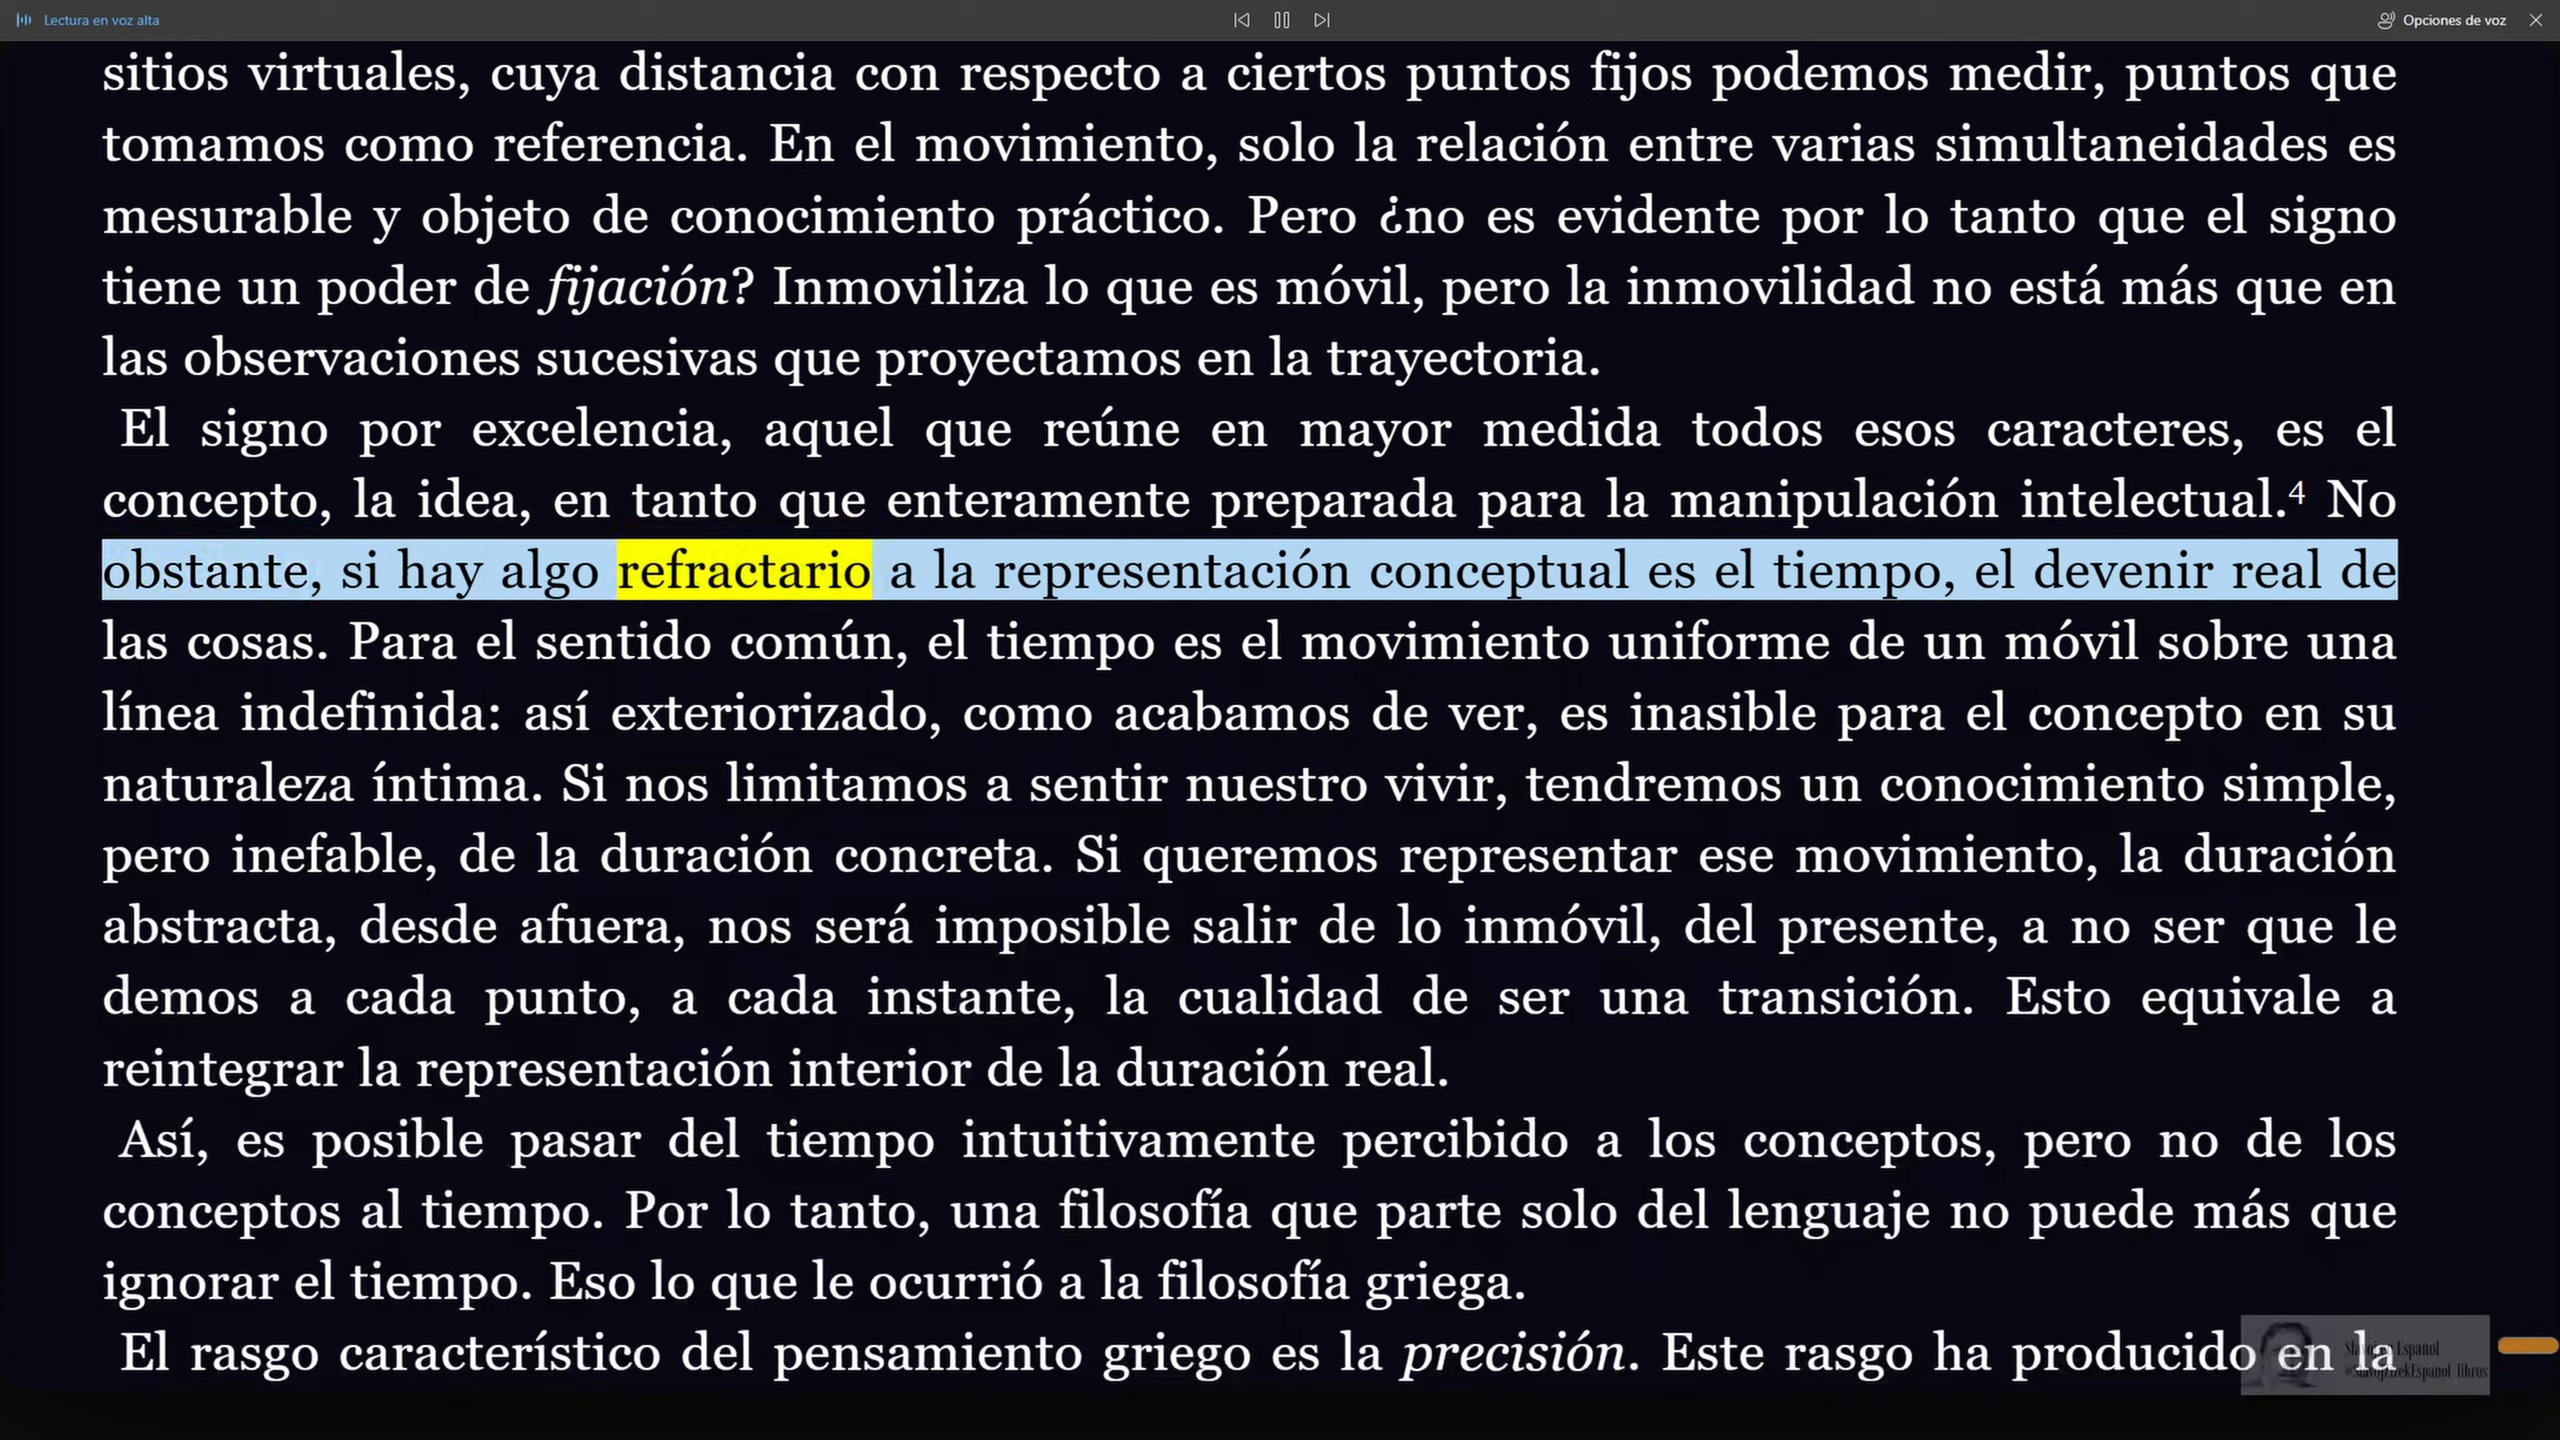 Lectura en voz alta
Opciones de voz
sitios virtuales, cuya distancia con respecto a ciertos puntos fijos podemos medir, puntos que
tomamos como referencia. En el movimiento, solo la relación entre varias simultaneidades es
mesurable y objeto de conocimiento práctico. Pero ¿no es evidente por lo tanto que el signo
tiene un poder de fijación? Inmoviliza lo que es móvil, pero la inmovilidad no está más que en
las observaciones sucesivas que proyectamos en la trayectoria.
El signo por excelencia, aquel que reúne en mayor medida todos esos caracteres, es el
concepto, la idea, en tanto que enteramente preparada para la manipulación intelectual.⁴ No
obstante, si hay algo refractario a la representación conceptual es el tiempo, el devenir real de
las cosas. Para el sentido común, el tiempo es el movimiento uniforme de un móvil sobre una
línea indefinida: así exteriorizado, como acabamos de ver, es inasible para el concepto en su
naturaleza íntima. Si nos limitamos a sentir nuestro vivir, tendremos un conocimiento simple,
pero inefable, de la duración concreta. Si queremos representar ese movimiento, la duración
abstracta, desde afuera, nos será imposible salir de lo inmóvil, del presente, a no ser que le
demos a cada punto, a cada instante, la cualidad de ser una transición. Esto equivale a
reintegrar la representación interior de la duración real.
Así, es posible pasar del tiempo intuitivamente percibido a los conceptos, pero no de los
conceptos al tiempo. Por lo tanto, una filosofía que parte solo del lenguaje no puede más que
ignorar el tiempo. Eso lo que le ocurrió a la filosofía griega.
El rasgo característico del pensamiento griego es la precisión. Este rasgo ha producido en la
Español